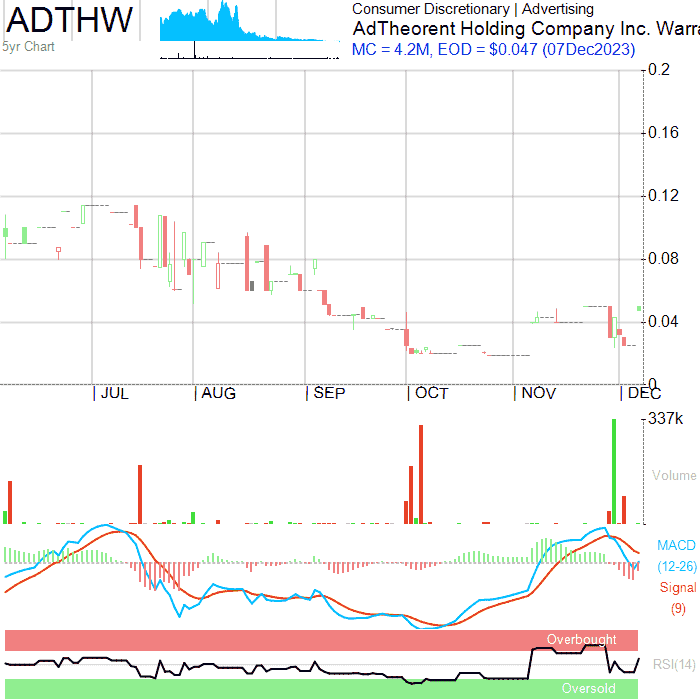 ADTHW
5yr Chart
Consumer Discretionary | Advertising
AdTheorent Holding Company Inc. Warra
MC = 4.2M, EOD = $0.047 (07Dec2023)
0.2
0.16
0.12
0.08
0.04
0
| JUL | AUG | SEP | OCT | NOV | DEC
337k
Volume
MACD
(12-26)
Signal
(9)
Overbought
RSI(14)
Oversold